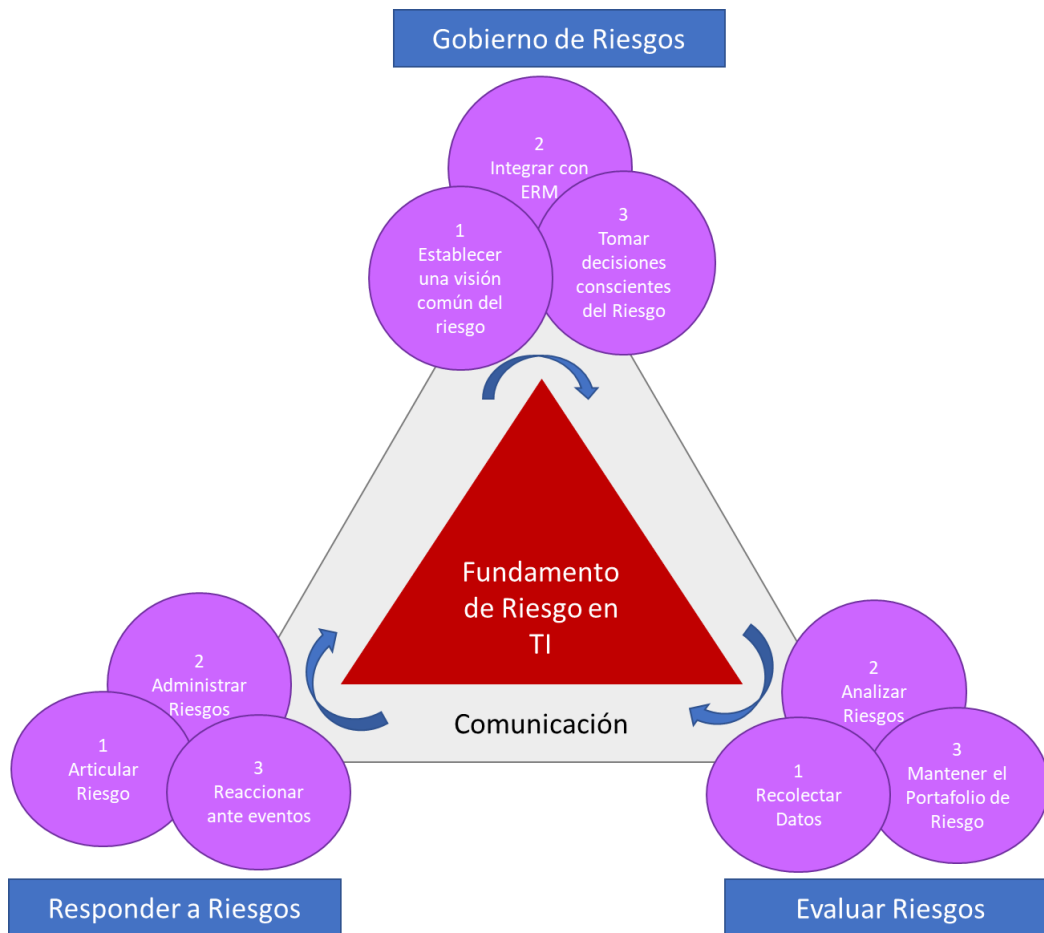 Gobierno de Riesgos
2
Integrar con
ERM
1
Establecer
una visión
común del
riesgo
3
Tomar
decisiones
conscientes
del Riesgo
Fundamento
de Riesgo en
TI
Comunicación
2
Administrar
Riesgos
1
Articular
Riesgo
3
Reaccionar
ante eventos
2
Analizar
Riesgos
1
Recolectar
Datos
3
Mantener el
Portafolio de
Riesgo
Responder a Riesgos
Evaluar Riesgos